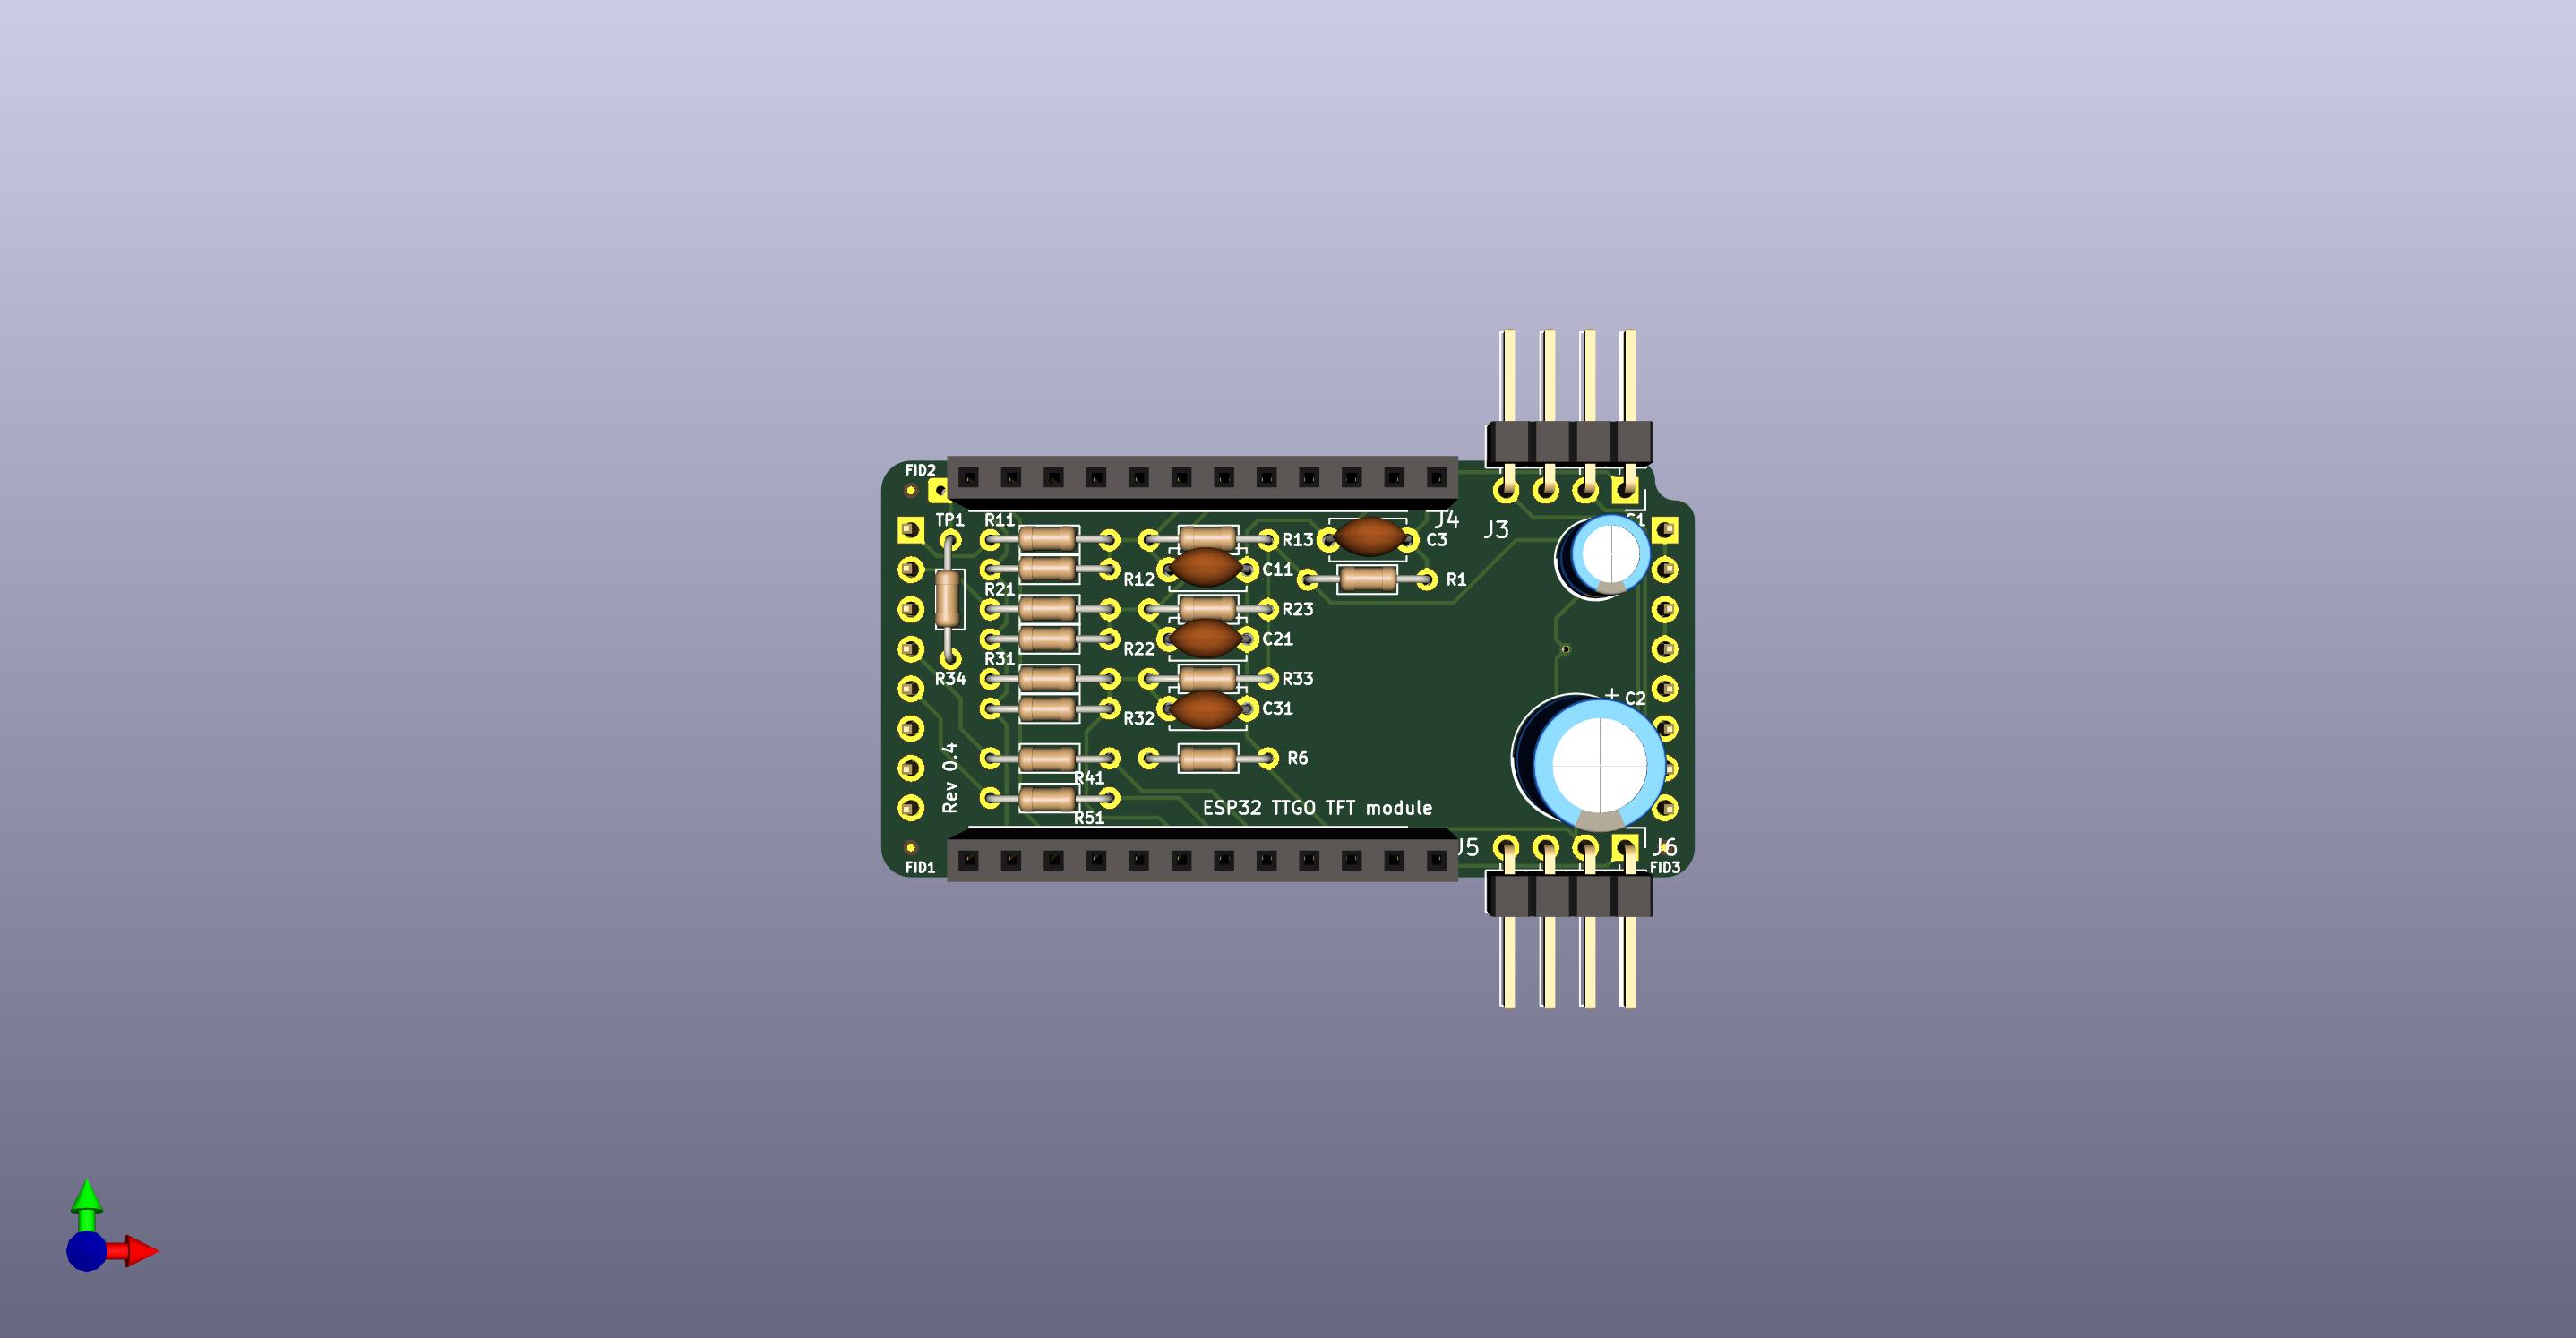 FID2
TP1
R11
J4
J3
R13
C3
C1
R12
C11
R1
R21
R23
R22
C21
R31
R34
R33
C2
+
R32
C31
Rev 0.4
R6
R41
ESP32 TTGO TFT module
R51
J5
J6
FID1
FID3